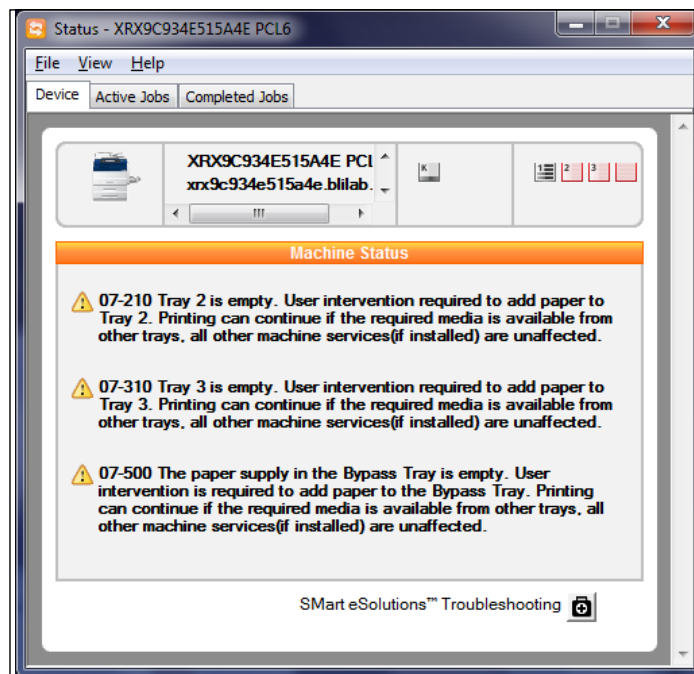 Status - XRX9C934E515A4E PCL6
File View Help
Device Active Jobs Completed Jobs
XRX9C934E515A4E PCL
xrx9c934e515a4e.blilab.
K
1 2 3
Machine Status
07-210 Tray 2 is empty. User intervention required to add paper to
Tray 2. Printing can continue if the required media is available from
other trays, all other machine services(if installed) are unaffected.
07-310 Tray 3 is empty. User intervention required to add paper to
Tray 3. Printing can continue if the required media is available from
other trays, all other machine services(if installed) are unaffected.
07-500 The paper supply in the Bypass Tray is empty. User
intervention is required to add paper to the Bypass Tray. Printing
can continue if the required media is available from other trays, all
other machine services(if installed) are unaffected.
SMart eSolutions™ Troubleshooting